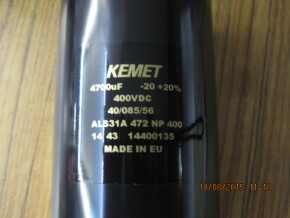 KEMET
4700uF -20 +20%
400VDC
40/085/56
ALS31A 472 NP 400
14 43 14400135
MADE IN EU
10/08/2015 11:18